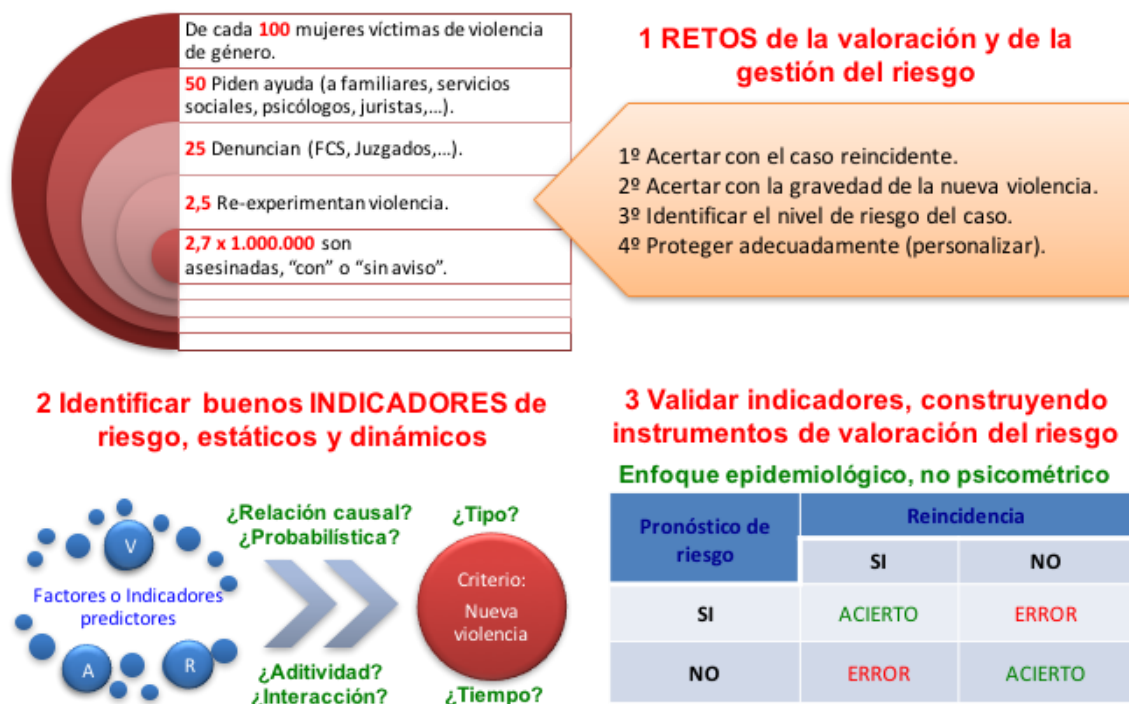 De cada 100 mujeres víctimas de violencia
de género.
50 Piden ayuda (a familiares, servicios
sociales, psicólogos, juristas,...).
25 Denuncian (FCS, Juzgados,...).
2,5 Re-experimentan violencia.
2,7 x 1.000.000 son
asesinadas, “con” o “sin aviso”.
1 RETOS de la valoración y de la
gestión del riesgo
1º Acertar con el caso reincidente.
2º Acertar con la gravedad de la nueva violencia.
3º Identificar el nivel de riesgo del caso.
4º Proteger adecuadamente (personalizar).
2 Identificar buenos INDICADORES de
riesgo, estáticos y dinámicos
V
Factores o Indicadores
predictores
A
R
¿Relación causal?
¿Probabilística?
¿Aditividad?
¿Interacción?
¿Tipo?
Criterio:
Nueva
violencia
¿Tiempo?
3 Validar indicadores, construyendo
instrumentos de valoración del riesgo
Enfoque epidemiológico, no psicométrico
Pronóstico de
riesgo
Reincidencia
SI NO
SI ACIERTO ERROR
NO ERROR ACIERTO